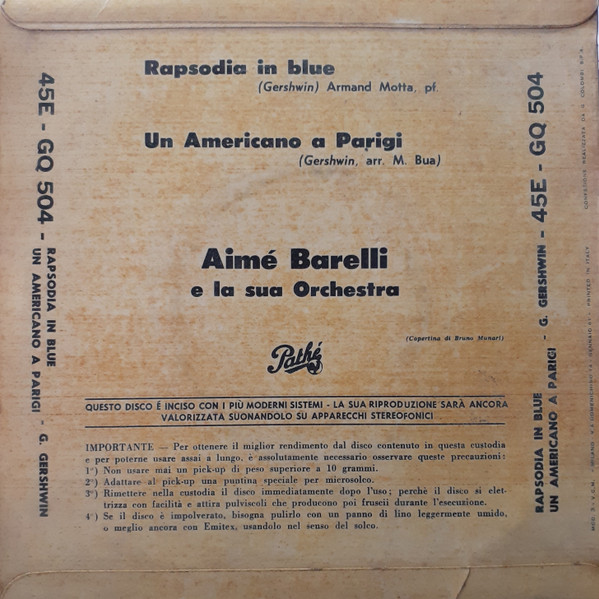 Rapsodia in blue
(Gershwin) Armand Motta, pf.
Un Americano a Parigi
(Gershwin, arr. M. Bua)
Aimé Barelli
e la sua Orchestra
(Copertina di Bruno Munari)
Pathé
QUESTO DISCO É INCISO CON I PIÙ MODERNI SISTEMI - LA SUA RIPRODUZIONE SARÀ ANCORA
VALORIZZATA SUONANDOLO SU APPARECCHI STEREOFONICI
IMPORTANTE — Per ottenere il miglior rendimento dal disco contenuto in questa custodia
e per poterne usare assai a lungo, è assolutamente necessario osservare queste precauzioni:
1°) Non usare mai un pick-up di peso superiore a 10 grammi.
2°) Adattare al pick-up una puntina speciale per microsolco.
3°) Rimettere nella custodia il disco immediatamente dopo l'uso; perchè il disco si elet-
trizza con facilità e attira pulviscoli che producono poi fruscii durante l'esecuzione.
4°) Se il disco è impolverato, bisogna pulirlo con un panno di lino leggermente umido,
o meglio ancora con Emitex, usandolo nel senso del solco.
45E - GQ 504 - RAPSODIA IN BLUE
UN AMERICANO A PARIGI - G. GERSHWIN
RAPSODIA IN BLUE
UN AMERICANO A PARIGI - G. GERSHWIN - 45E - GQ 504
PRINTED IN ITALY